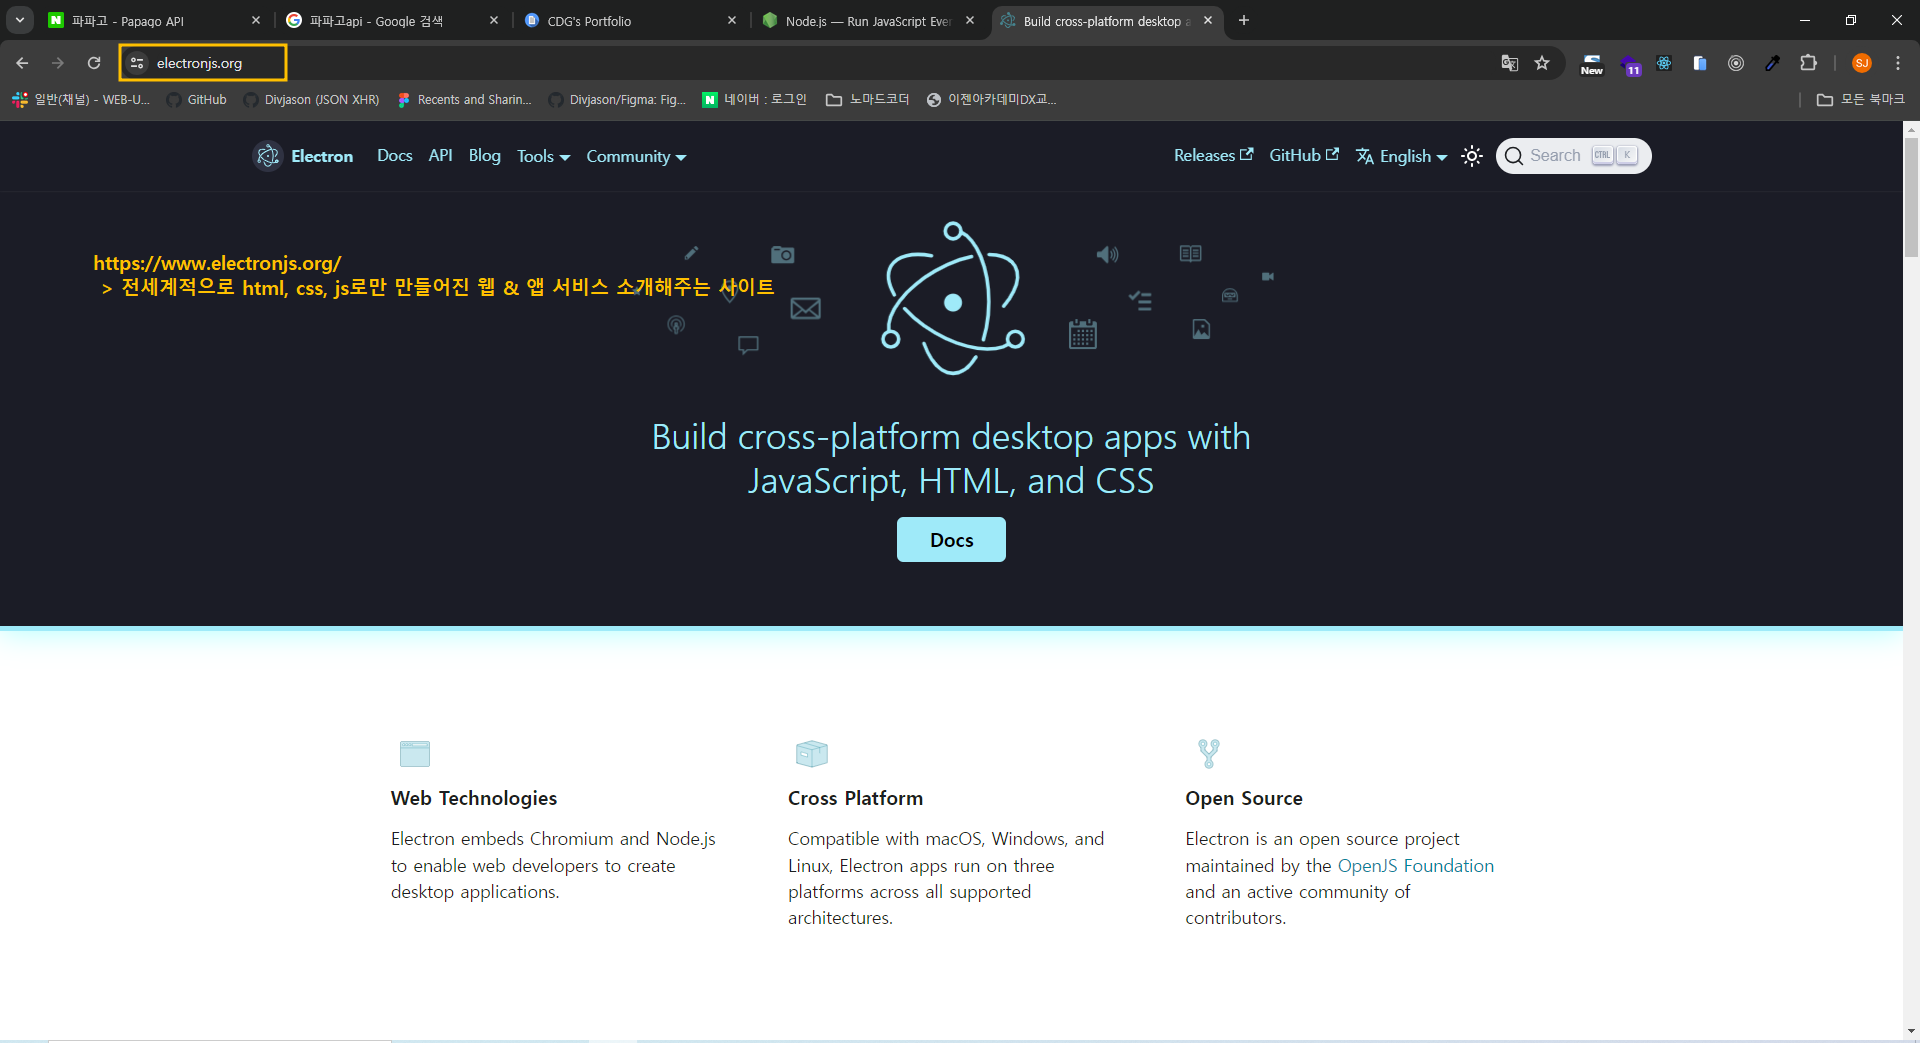 파파고 - Papago API
파파고api - Google 검색
CDG's Portfolio
Node.js — Run JavaScript Ever
Build cross-platform desktop a
electronjs.org
New
11
SJ
일반(채널) - WEB-U...
GitHub
Divjason (JSON XHR)
Recents and Sharin...
Divjason/Figma: Fig...
네이버 : 로그인
노마드코더
이젠아카데미DX교...
모든 북마크
Electron
Docs
API
Blog
Tools
Community
Releases
GitHub
English
Search
CTRL
K
https://www.electronjs.org/
> 전세계적으로 html, css, js로만 만들어진 웹 & 앱 서비스 소개해주는 사이트
Build cross-platform desktop apps with
JavaScript, HTML, and CSS
Docs
Web Technologies
Electron embeds Chromium and Node.js
to enable web developers to create
desktop applications.
Cross Platform
Compatible with macOS, Windows, and
Linux, Electron apps run on three
platforms across all supported
architectures.
Open Source
Electron is an open source project
maintained by the OpenJS Foundation
and an active community of
contributors.